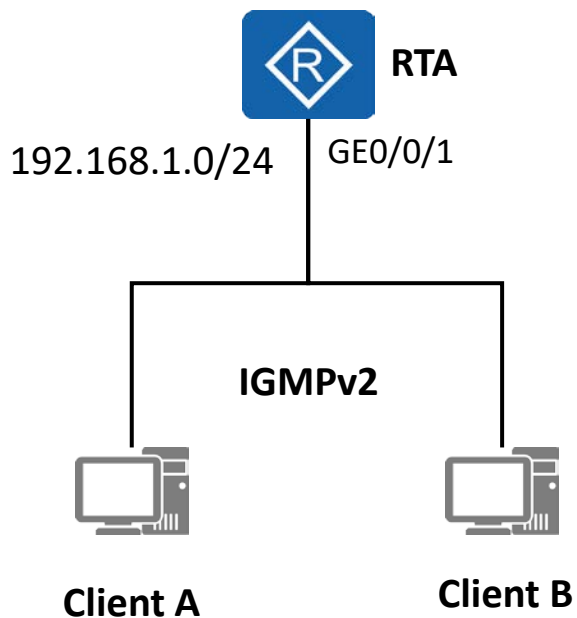 R
RTA
192.168.1.0/24
GE0/0/1
IGMPv2
Client A
Client B